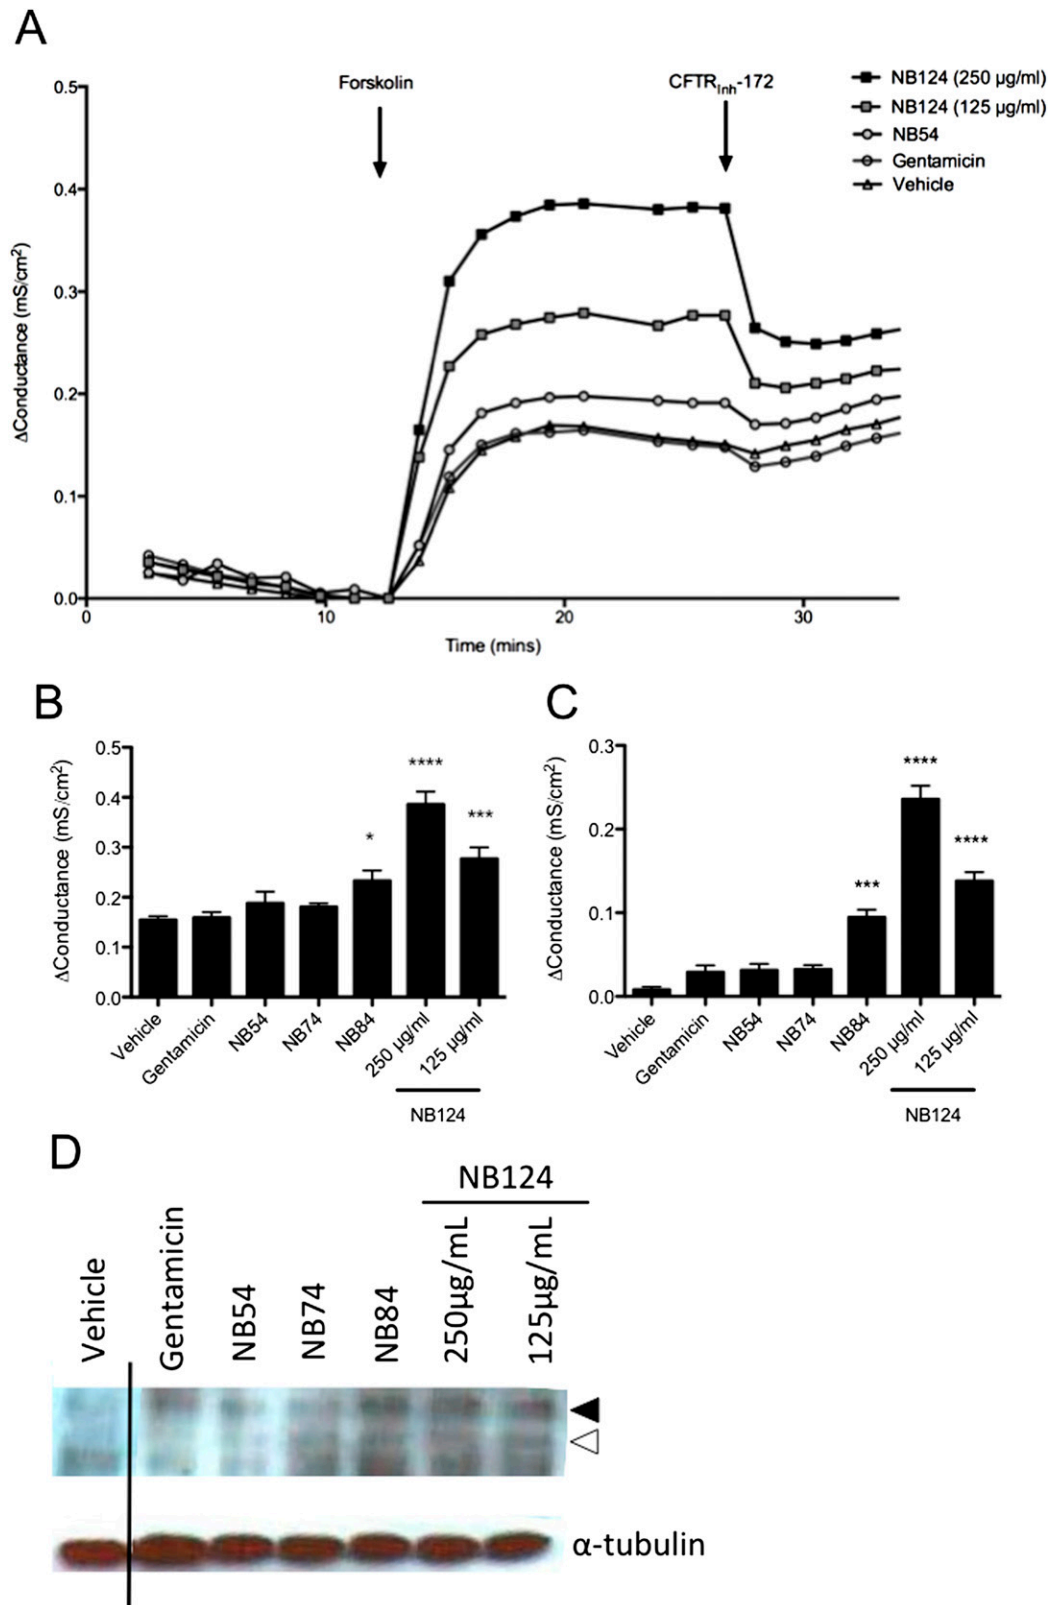 A
Forskolin
CFTRInh-172
NB124 (250 µg/ml)
NB124 (125 µg/ml)
NB54
Gentamicin
Vehicle
ΔConductance (mS/cm2)
0.5
0.4
0.3
0.2
0.1
0.0
0
10
20
30
Time (mins)
B
ΔConductance (mS/cm2)
0.5
0.4
0.3
0.2
0.1
0.0
*
****
***
Vehicle
Gentamicin
NB54
NB74
NB84
250 µg/ml
125 µg/ml
NB124
C
ΔConductance (mS/cm2)
0.3
0.2
0.1
0.0
***
****
****
Vehicle
Gentamicin
NB54
NB74
NB84
250 µg/ml
125 µg/ml
NB124
D
NB124
Vehicle
Gentamicin
NB54
NB74
NB84
250µg/mL
125µg/mL
α-tubulin